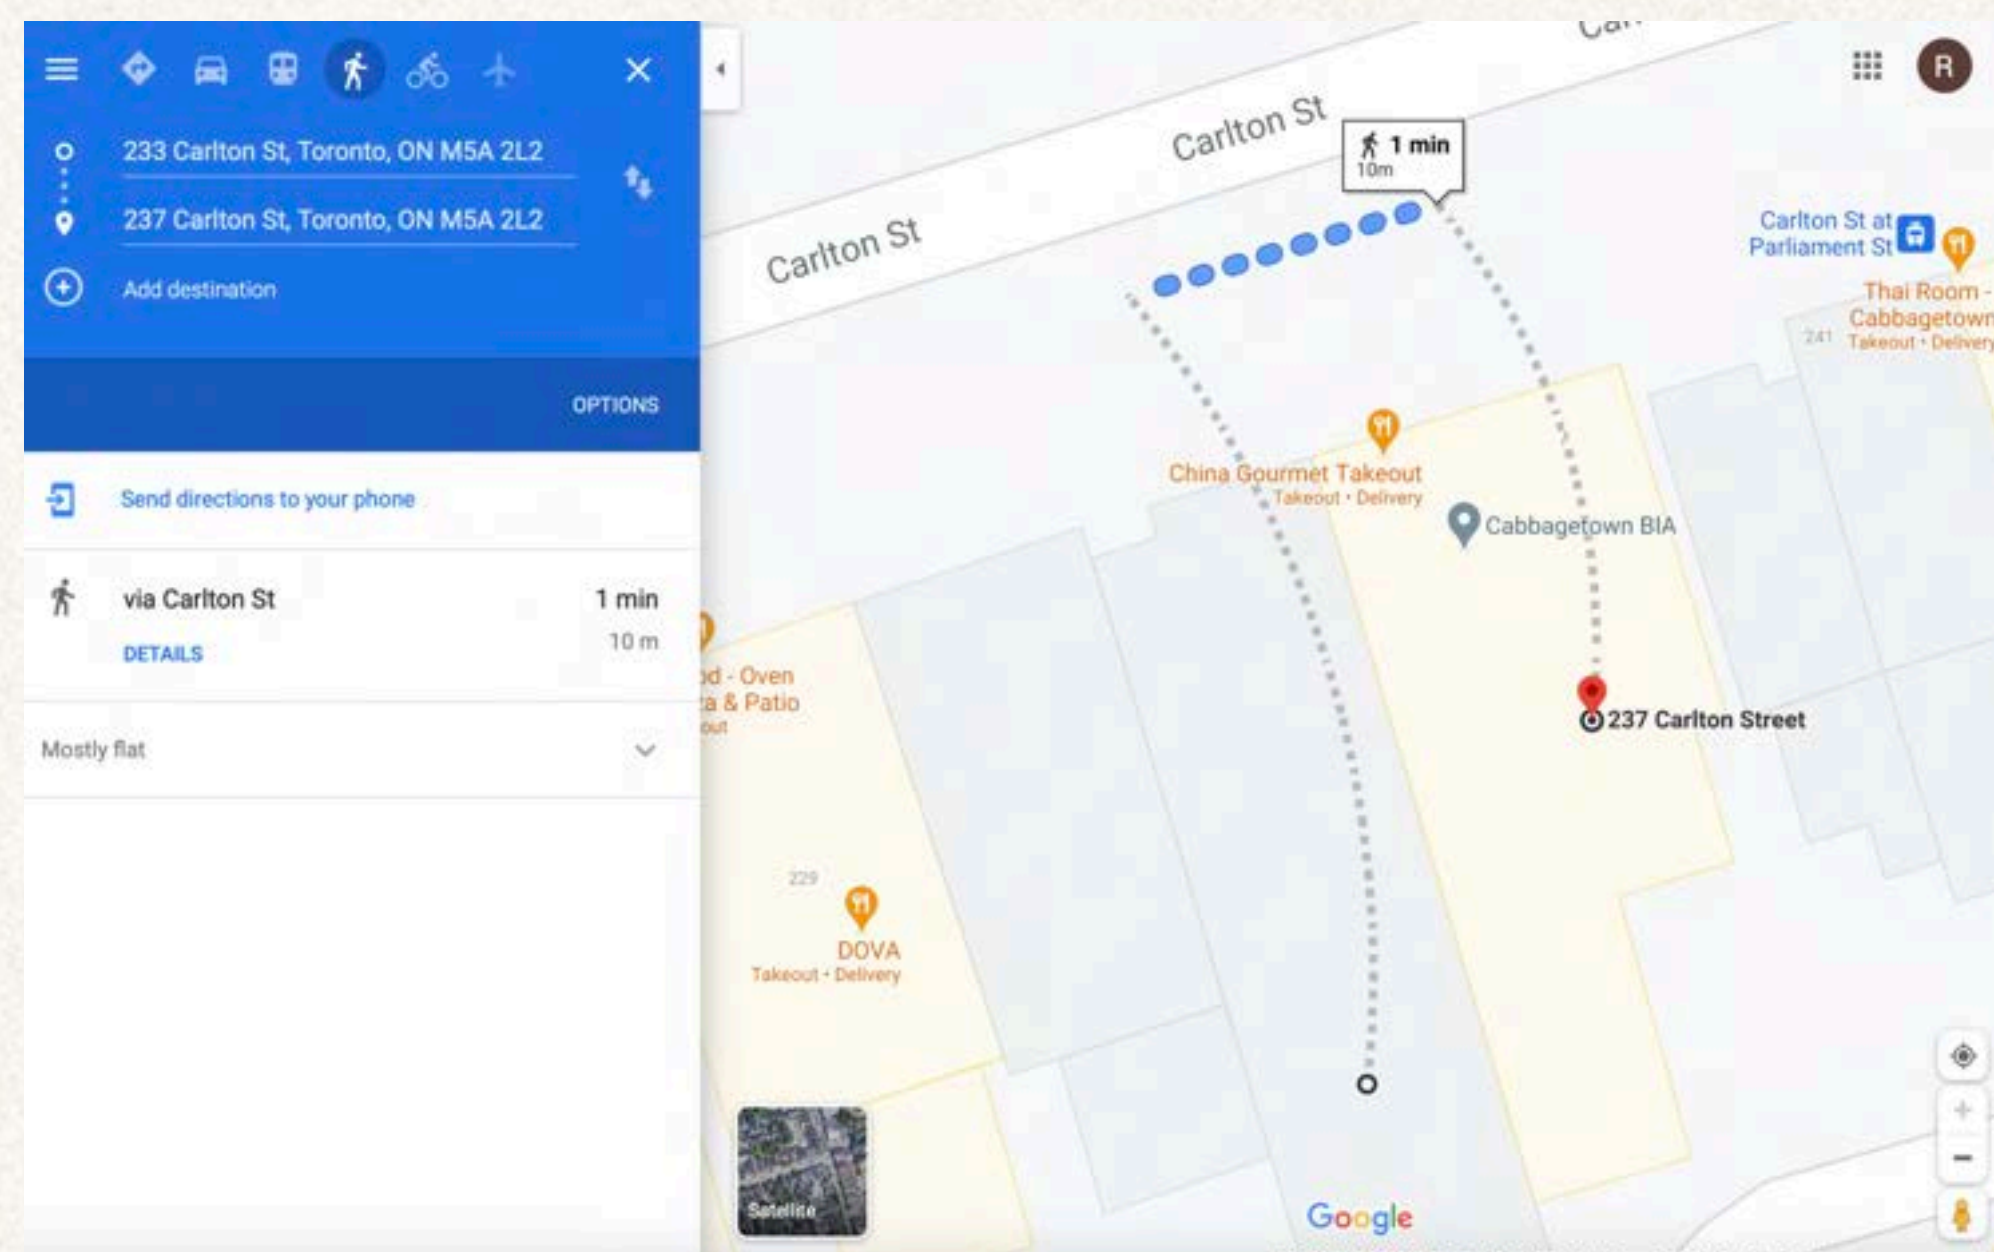 233 Carlton St, Toronto, ON M5A 2L2
237 Carlton St, Toronto, ON M5A 2L2
Add destination
OPTIONS
Send directions to your phone
via Carlton St
1 min
DETAILS
10 m
Mostly flat
Carlton St
Carlton St
1 min
10m
R
Carlton St at
Parliament St
Thai Room -
Cabbagetown
Takeout • Delivery
241
China Gourmet Takeout
Takeout • Delivery
Cabbagetown BIA
237 Carlton Street
- Oven
& Patio
229
DOVA
Takeout • Delivery
Satellite
Google